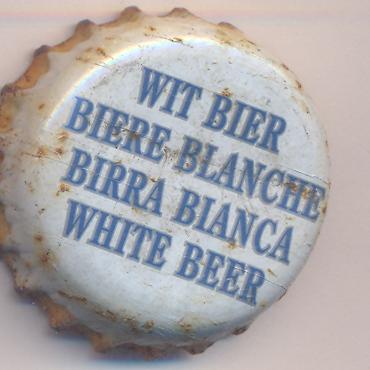 WIT BIER
BIERE BLANCHE
BIRRA BIANCA
WHITE BEER